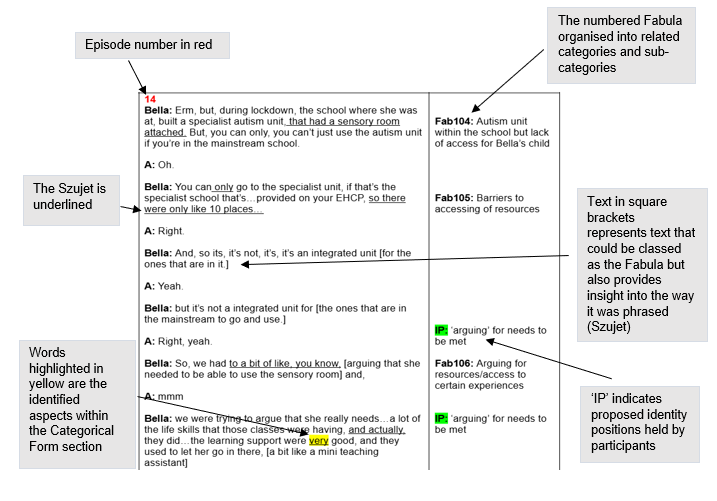 Episode number in red
The numbered Fabula
organised into related
categories and sub-
categories
14
Bella: Erm, but, during lockdown, the school where she was
at, built a specialist autism unit, that had a sensory room
attached. But, you can only, you can't just use the autism unit
if you're in the mainstream school.
Fab104: Autism unit
within the school but lack
of access for Bella's child
A: Oh.
The Szujet is
underlined
Bella: You can only go to the specialist unit, if that's the
specialist school that's…provided on your EHCP, so there
were only like 10 places…
Fab105: Barriers to
accessing of resources
A: Right.
Text in square
brackets
represents text that
could be classed
as the Fabula but
also provides
insight into the way
it was phrased
(Szujet)
Bella: And, so its, it's not, it's, it's an integrated unit [for the
ones that are in it.]
A: Yeah.
Bella: but it's not a integrated unit for [the ones that are in
the mainstream to go and use.]
IP: 'arguing' for needs to
be met
A: Right, yeah.
Words
highlighted in
yellow are the
identified
aspects within
the Categorical
Form section
Bella: So, we had to a bit of like, you know, [arguing that she
needed to be able to use the sensory room] and,
Fab106: Arguing for
resources/access to
certain experiences
A: mmm
'IP' indicates
proposed identity
positions held by
participants
Bella: we were trying to argue that she really needs…a lot of
the life skills that those classes were having, and actually,
they did…the learning support were very good, and they
used to let her go in there, [a bit like a mini teaching
assistant]
IP: 'arguing' for needs to
be met